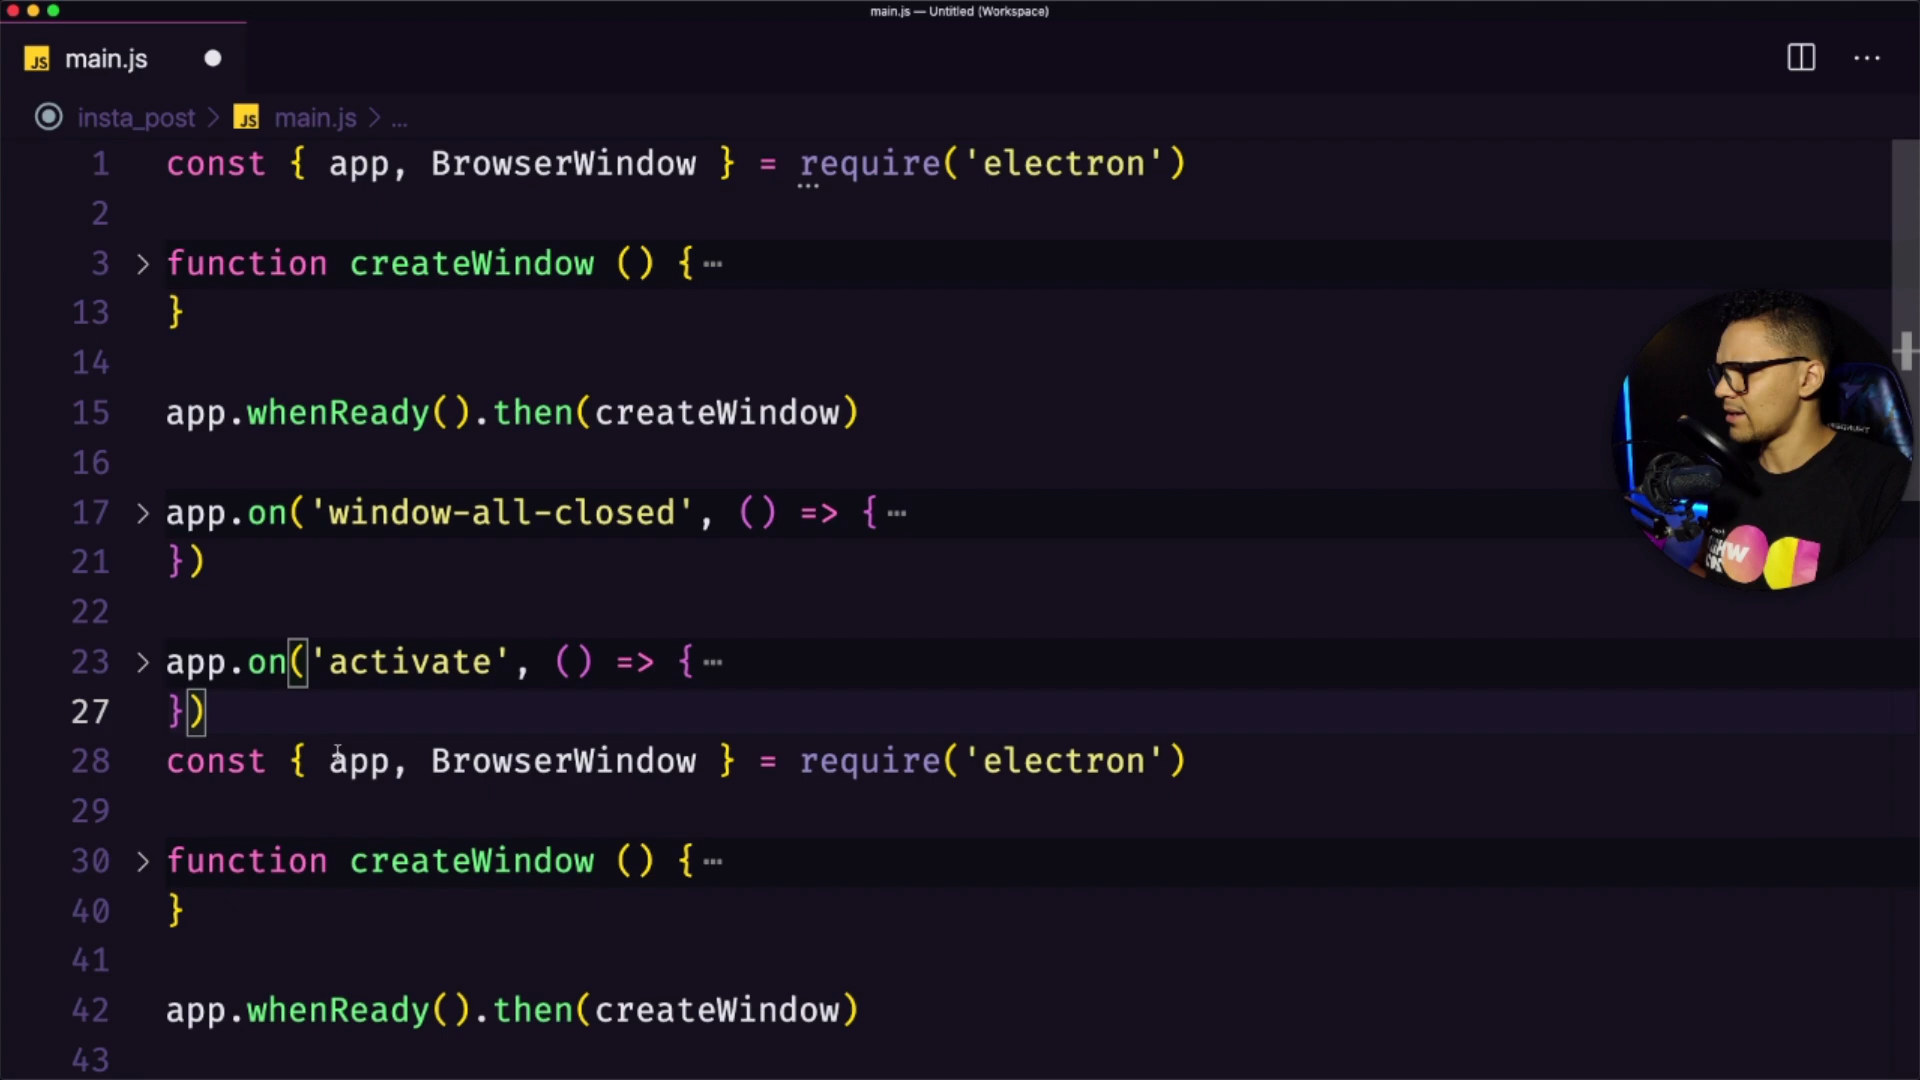 main.js — Untitled (Workspace)
JS main.js
insta_post > JS main.js > ...
1 const { app, BrowserWindow } = require('electron')
2
3 > function createWindow () {···
13 }
14
15 app.whenReady().then(createWindow)
16
17 > app.on('window-all-closed', () => {···
21 })
22
23 > app.on('activate', () => {···
27 })
28 const { app, BrowserWindow } = require('electron')
29
30 > function createWindow () {···
40 }
41
42 app.whenReady().then(createWindow)
43